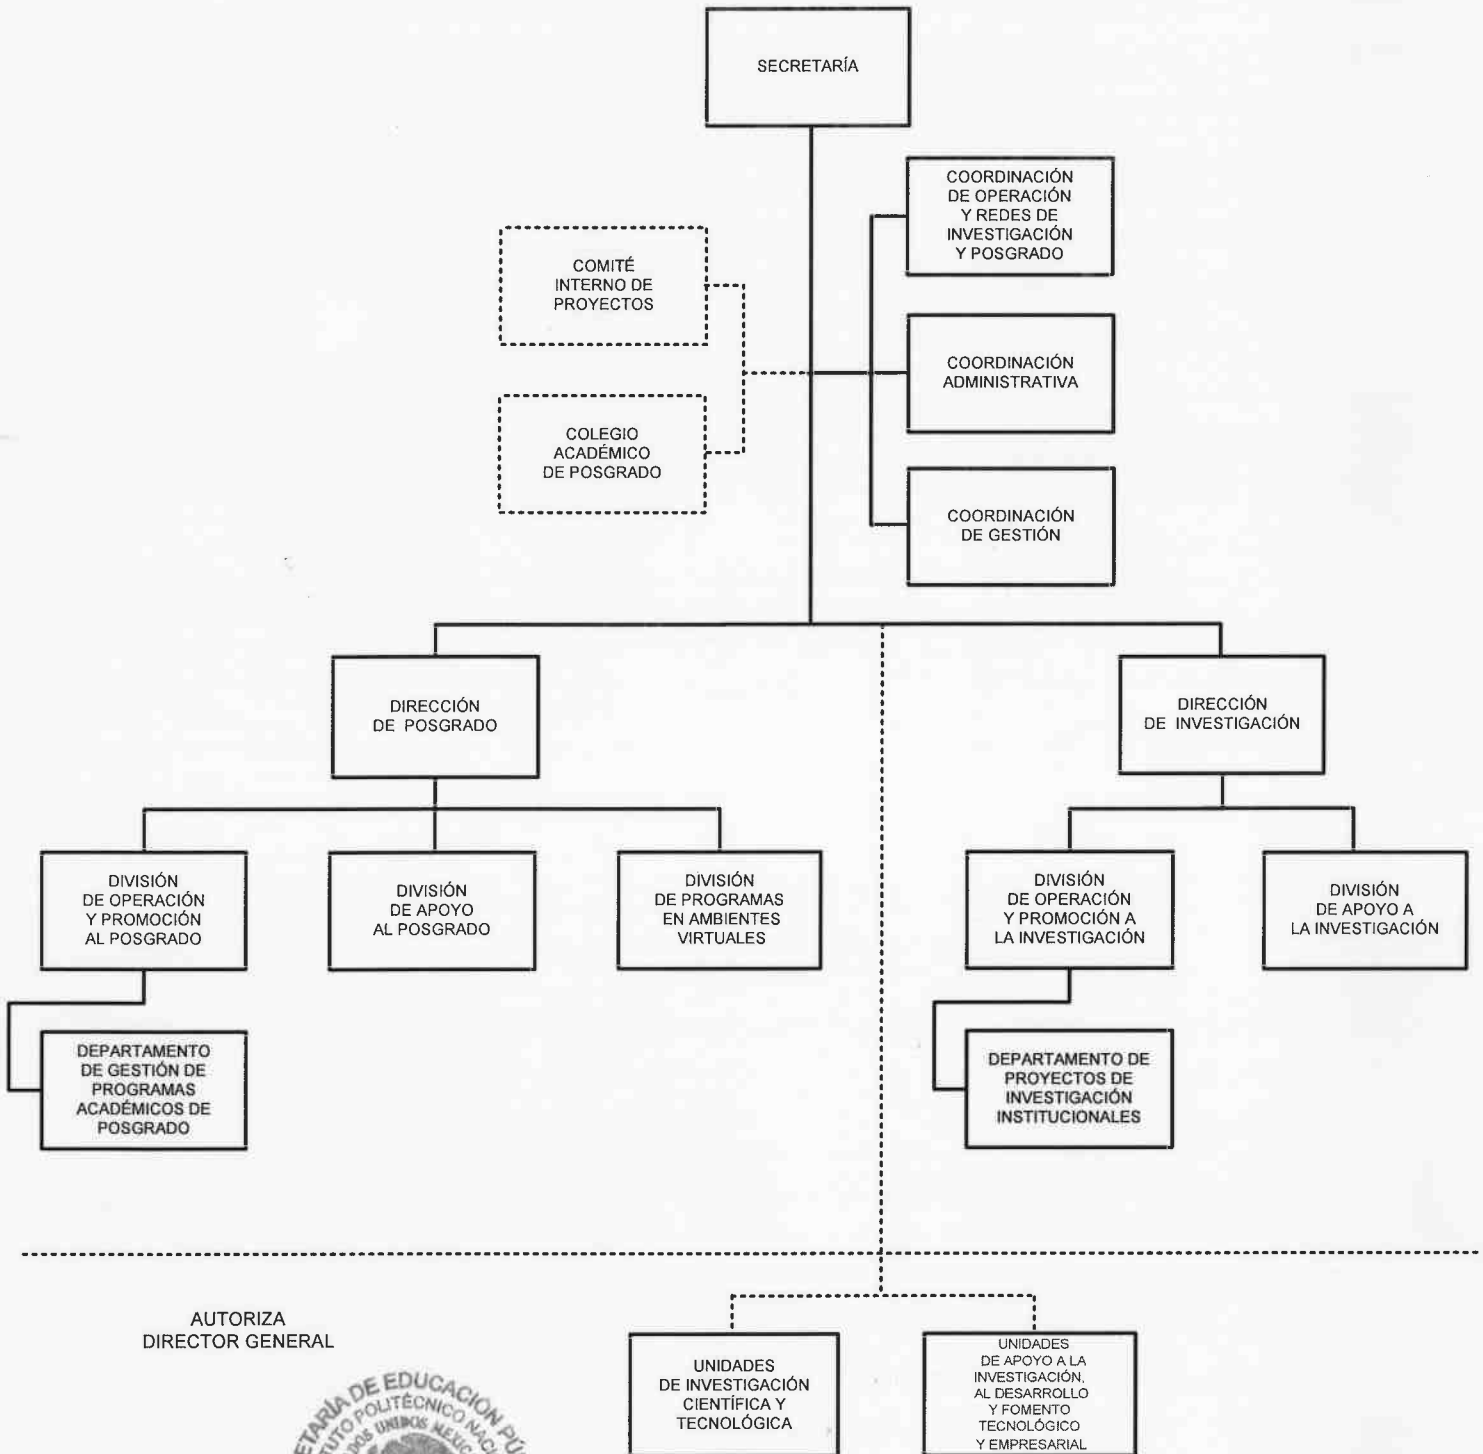 SECRETARÍA
COORDINACIÓN
DE OPERACIÓN
Y REDES DE
INVESTIGACIÓN
Y POSGRADO
COMITÉ
INTERNO DE
PROYECTOS
COORDINACIÓN
ADMINISTRATIVA
COLEGIO
ACADÉMICO
DE POSGRADO
COORDINACIÓN
DE GESTIÓN
DIRECCIÓN
DE POSGRADO
DIRECCIÓN
DE INVESTIGACIÓN
DIVISIÓN
DE OPERACIÓN
Y PROMOCIÓN
AL POSGRADO
DIVISIÓN
DE APOYO
AL POSGRADO
DIVISIÓN
DE PROGRAMAS
EN AMBIENTES
VIRTUALES
DIVISIÓN
DE OPERACIÓN
Y PROMOCIÓN A
LA INVESTIGACIÓN
DIVISIÓN
DE APOYO A
LA INVESTIGACIÓN
DEPARTAMENTO
DE GESTIÓN DE
PROGRAMAS
ACADÉMICOS DE
POSGRADO
DEPARTAMENTO DE
PROYECTOS DE
INVESTIGACIÓN
INSTITUCIONALES
AUTORIZA
DIRECTOR GENERAL
UNIDADES
DE INVESTIGACIÓN
CIENTÍFICA Y
TECNOLÓGICA
UNIDADES
DE APOYO A LA
INVESTIGACIÓN,
AL DESARROLLO
Y FOMENTO
TECNOLÓGICO
Y EMPRESARIAL
DE EDUCACIÓN
POLITÉCNICO
UNIDOS